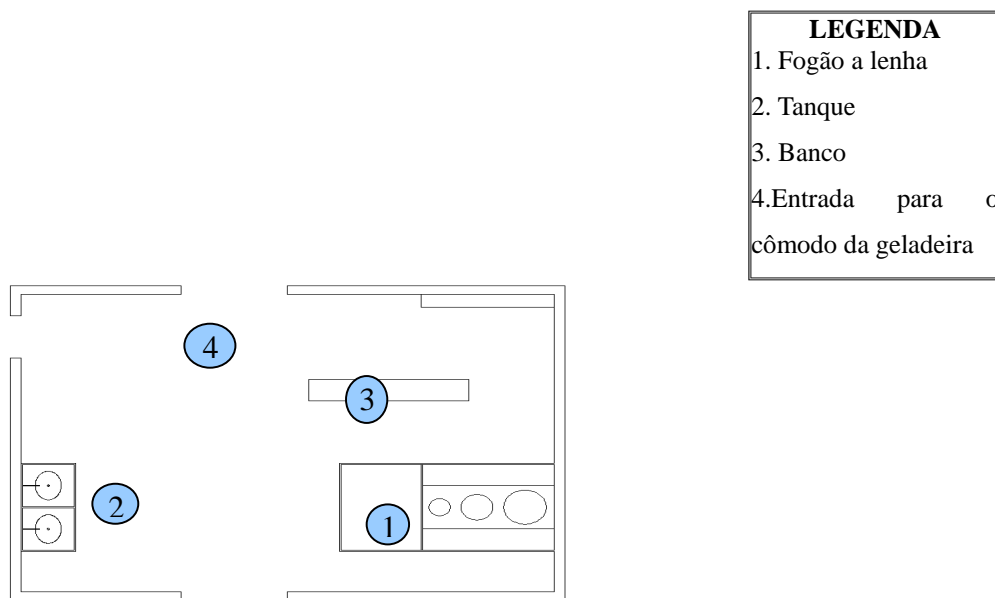 LEGENDA
1. Fogão a lenha
2. Tanque
3. Banco
4.Entrada para o
cômodo da geladeira
4
3
2
1